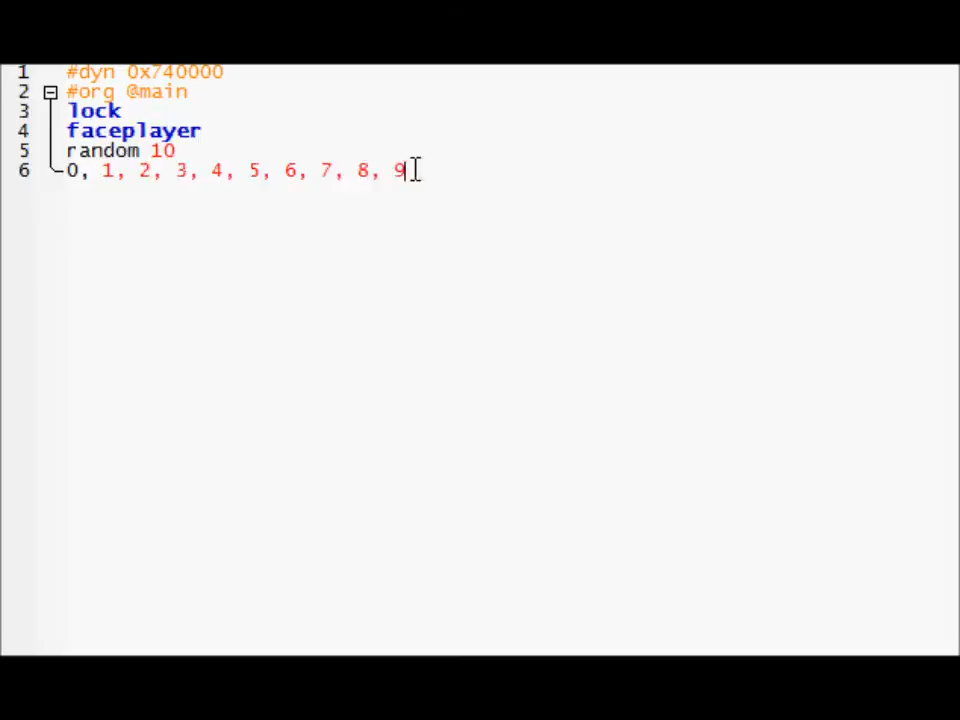 1 #dyn 0x740000
2 #org @main
3 lock
4 faceplayer
5 random 10
6 0, 1, 2, 3, 4, 5, 6, 7, 8, 9